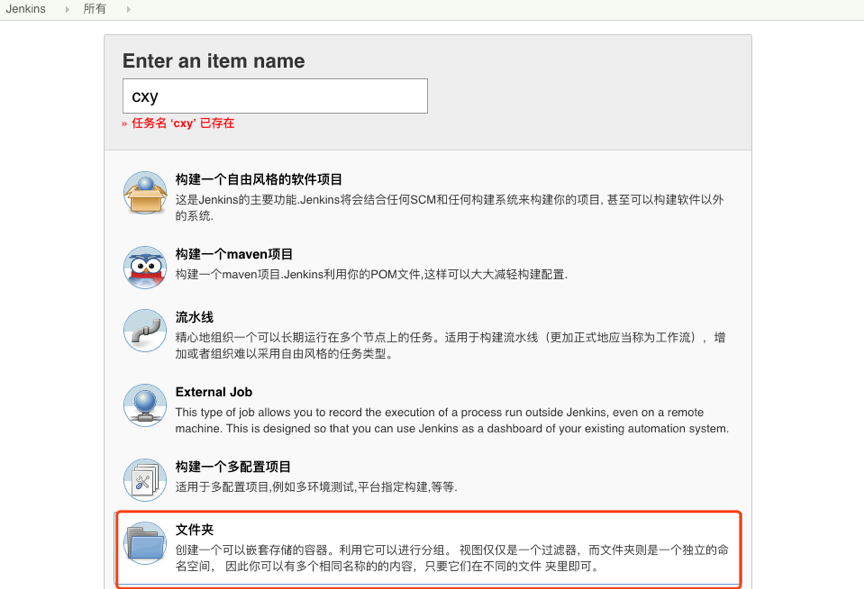 Jenkins 所有
Enter an item name
cxy
» 任务名 ‘cxy’ 已存在
构建一个自由风格的软件项目
这是Jenkins的主要功能.Jenkins将会结合任何SCM和任何构建系统来构建你的项目, 甚至可以构建软件以外
的系统.
构建一个maven项目
构建一个maven项目.Jenkins利用你的POM文件,这样可以大大减轻构建配置.
流水线
精心地组织一个可以长期运行在多个节点上的任务。适用于构建流水线（更加正式地应当称为工作流），增
加或者组织难以采用自由风格的任务类型。
External Job
This type of job allows you to record the execution of a process run outside Jenkins, even on a remote
machine. This is designed so that you can use Jenkins as a dashboard of your existing automation system.
构建一个多配置项目
适用于多配置项目,例如多环境测试,平台指定构建,等等.
文件夹
创建一个可以嵌套存储的容器。利用它可以进行分组。 视图仅仅是一个过滤器，而文件夹则是一个独立的命
名空间， 因此你可以有多个相同名称的的内容，只要它们在不同的文件 夹里即可。